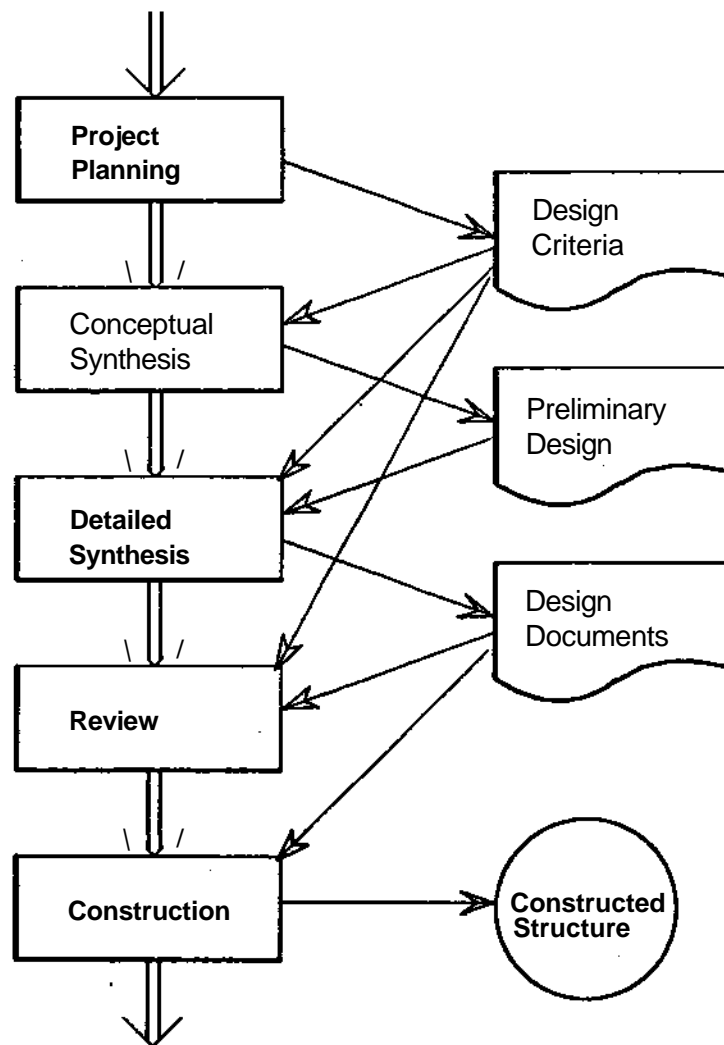 Project
Planning
Design
Criteria
Conceptual
Synthesis
Preliminary
Design
Detailed
Synthesis
Design
Documents
Review
Construction
Constructed
Structure